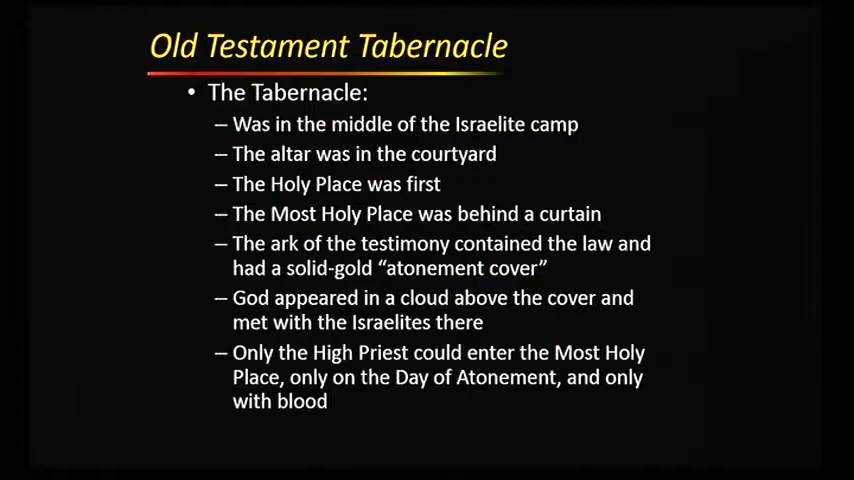 Old Testament Tabernacle
• The Tabernacle:
– Was in the middle of the Israelite camp
– The altar was in the courtyard
– The Holy Place was first
– The Most Holy Place was behind a curtain
– The ark of the testimony contained the law and
had a solid-gold “atonement cover”
– God appeared in a cloud above the cover and
met with the Israelites there
– Only the High Priest could enter the Most Holy
Place, only on the Day of Atonement, and only
with blood